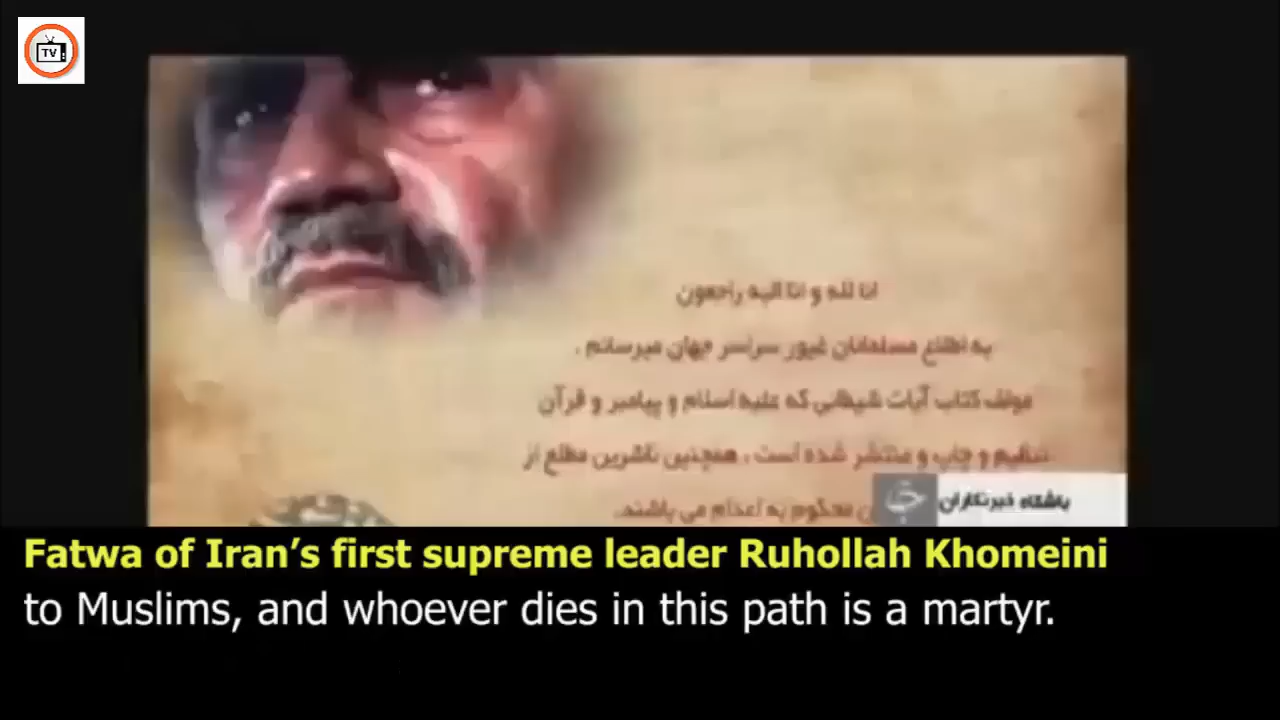 TV
انا لله و انا الیه راجعون
به اطلاع مسلمانان غیور سراسر جهان میرسانم .
مولف کتاب آیات شیطانی که علیه اسلام و پیامبر و قرآن
تنظیم و چاپ و منتشر شده است ، همچنین ناشرین مطلع از
محکوم به اعدام می باشند.
باشگاه خبرنگاران
Fatwa of Iran’s first supreme leader Ruhollah Khomeini
to Muslims, and whoever dies in this path is a martyr.